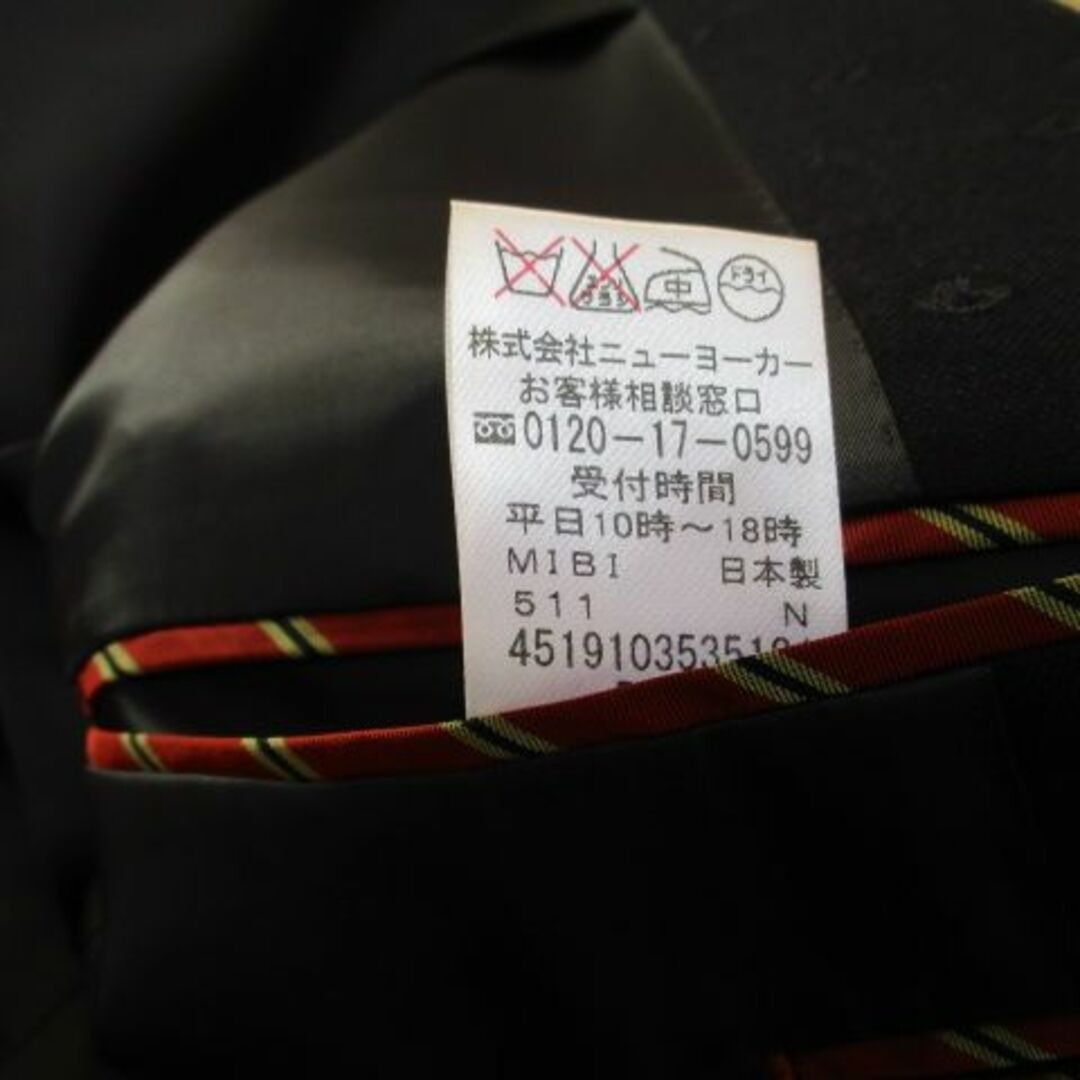 中 ドライ
株式会社ニューヨーカー
お客様相談窓口
0120-17-0599
受付時間
平日10時〜18時
MIBI 日本製
511 N